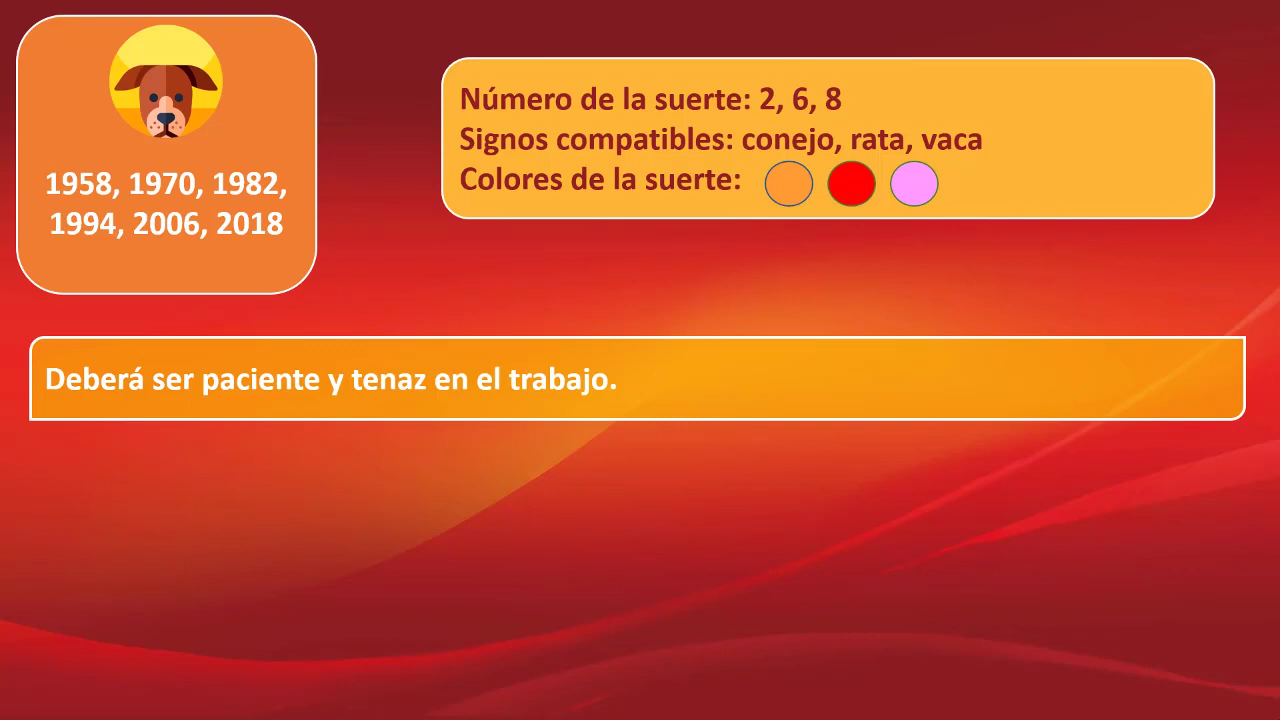 1958, 1970, 1982,
1994, 2006, 2018
Número de la suerte: 2, 6, 8
Signos compatibles: conejo, rata, vaca
Colores de la suerte:
Deberá ser paciente y tenaz en el trabajo.